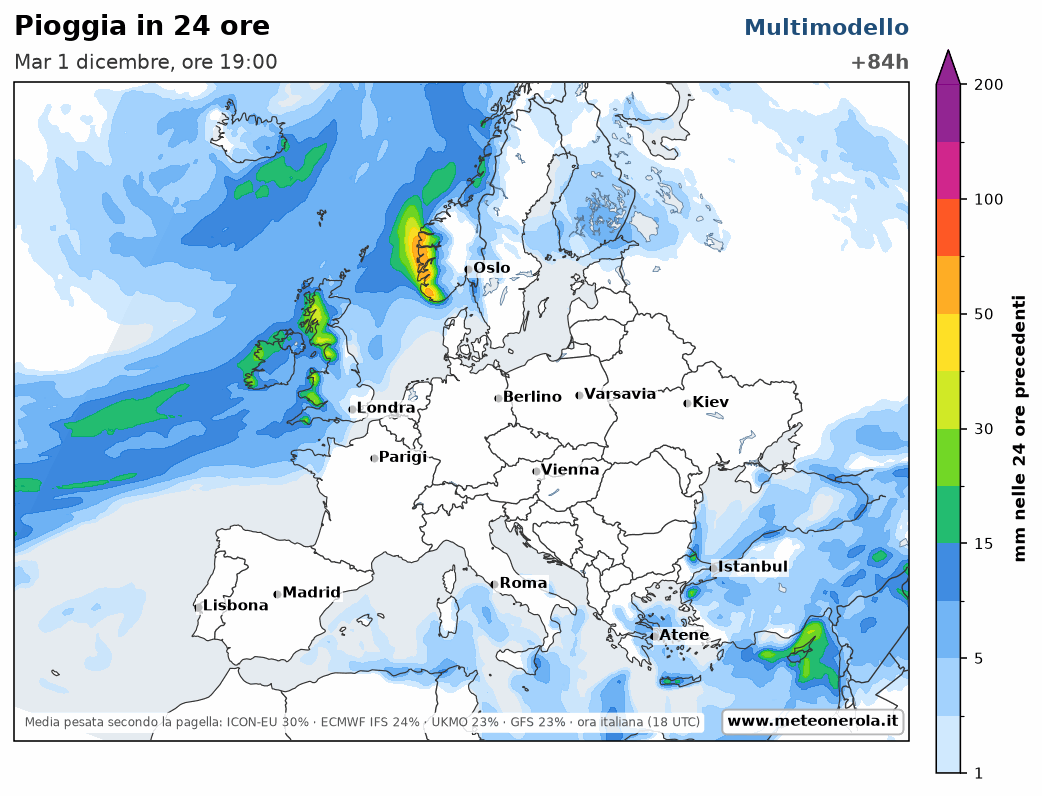 Pioggia in 24 ore
Multimodello
Mar 1 dicembre, ore 19:00
+84h
200
100
50
30
15
5
1
mm nelle 24 ore precedenti
Oslo
Berlino
Varsavia
Kiev
Londra
Parigi
Vienna
Istanbul
Roma
Madrid
Lisbona
Atene
Media pesata secondo la pagella: ICON-EU 30% · ECMWF IFS 24% · UKMO 23% · GFS 23% · ora italiana (18 UTC)
www.meteonerola.it